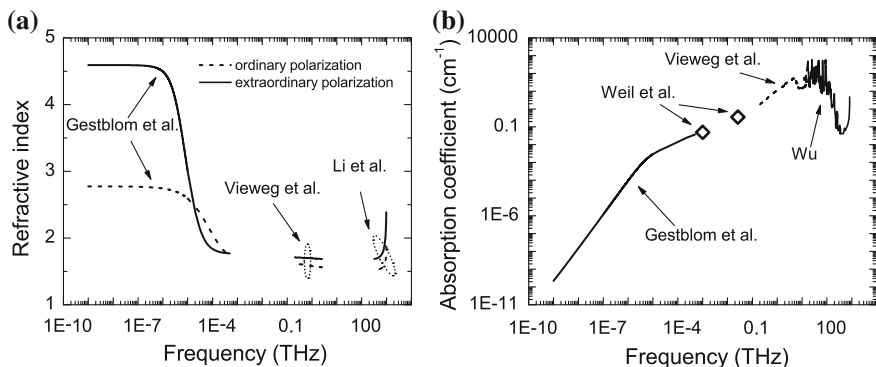 (a)
5
4
3
2
1
Refractive index
ordinary polarization
extraordinary polarization
Gestblom et al.
Vieweg et al.
Li et al.
1E-10
1E-7
1E-4
0.1
100
Frequency (THz)
(b)
10000
0.1
1E-6
1E-11
Absorption coefficient (cm⁻¹)
Vieweg et al.
Weil et al.
Wu
Gestblom et al.
1E-10
1E-7
1E-4
0.1
100
Frequency (THz)